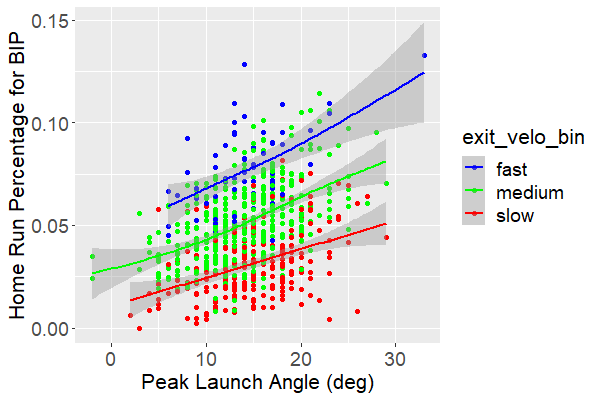 Home Run Percentage for BIP
0.15
0.10
0.05
0.00
0
10
20
30
Peak Launch Angle (deg)
exit_velo_bin
fast
medium
slow